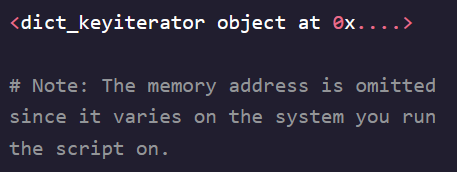 <dict_keyiterator object at 0x....>
# Note: The memory address is omitted
since it varies on the system you run
the script on.